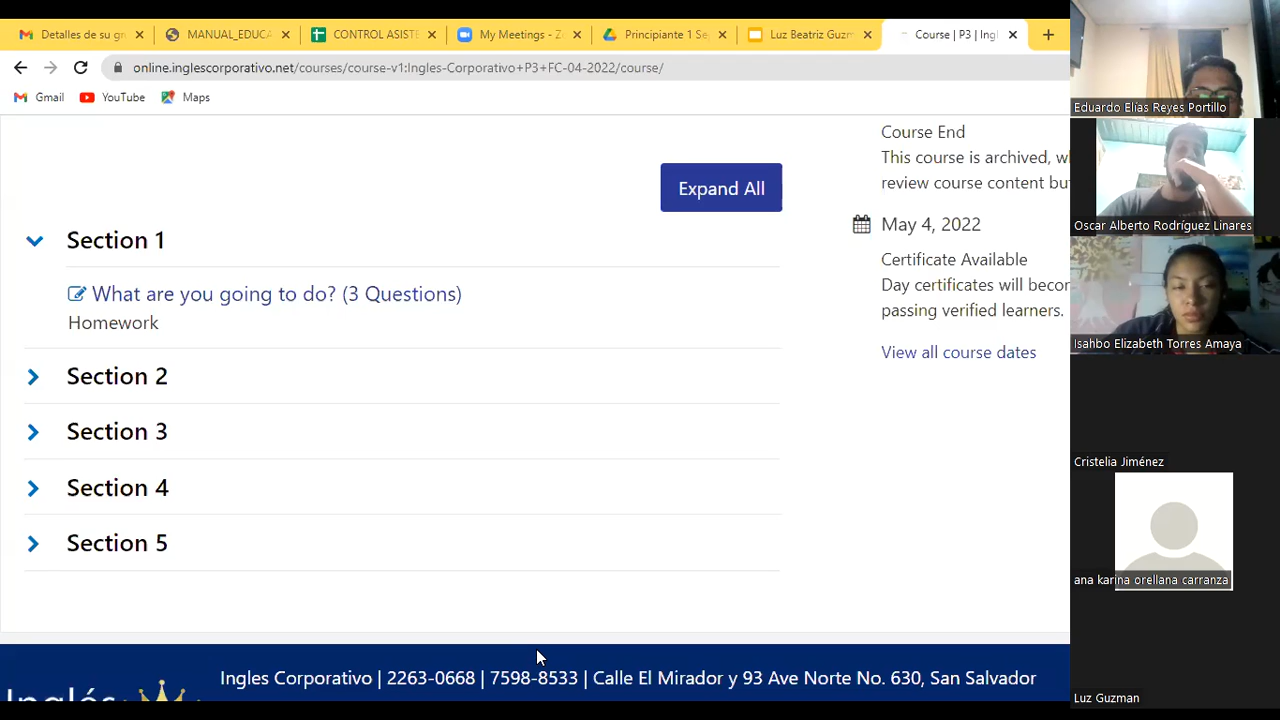 Detalles de su gr
MANUAL_EDUCA
CONTROL ASIST
My Meetings - Z
Principiante 1 Se
Luz Beatriz Guzm
Course | P3 | Ingl
online.inglescorporativo.net/courses/course-v1:Ingles-Corporativo+P3+FC-04-2022/course/
Gmail
YouTube
Maps
Expand All
Section 1
What are you going to do? (3 Questions)
Homework
Section 2
Section 3
Section 4
Section 5
Course End
This course is archived, w
review course content but
May 4, 2022
Certificate Available
Day certificates will becor
passing verified learners.
View all course dates
Inglés
Ingles Corporativo | 2263-0668 | 7598-8533 | Calle El Mirador y 93 Ave Norte No. 630, San Salvador
Eduardo Elías Reyes Portillo
Oscar Alberto Rodríguez Linares
Isahbo Elizabeth Torres Amaya
Cristelia Jiménez
ana karina orellana carranza
Luz Guzman